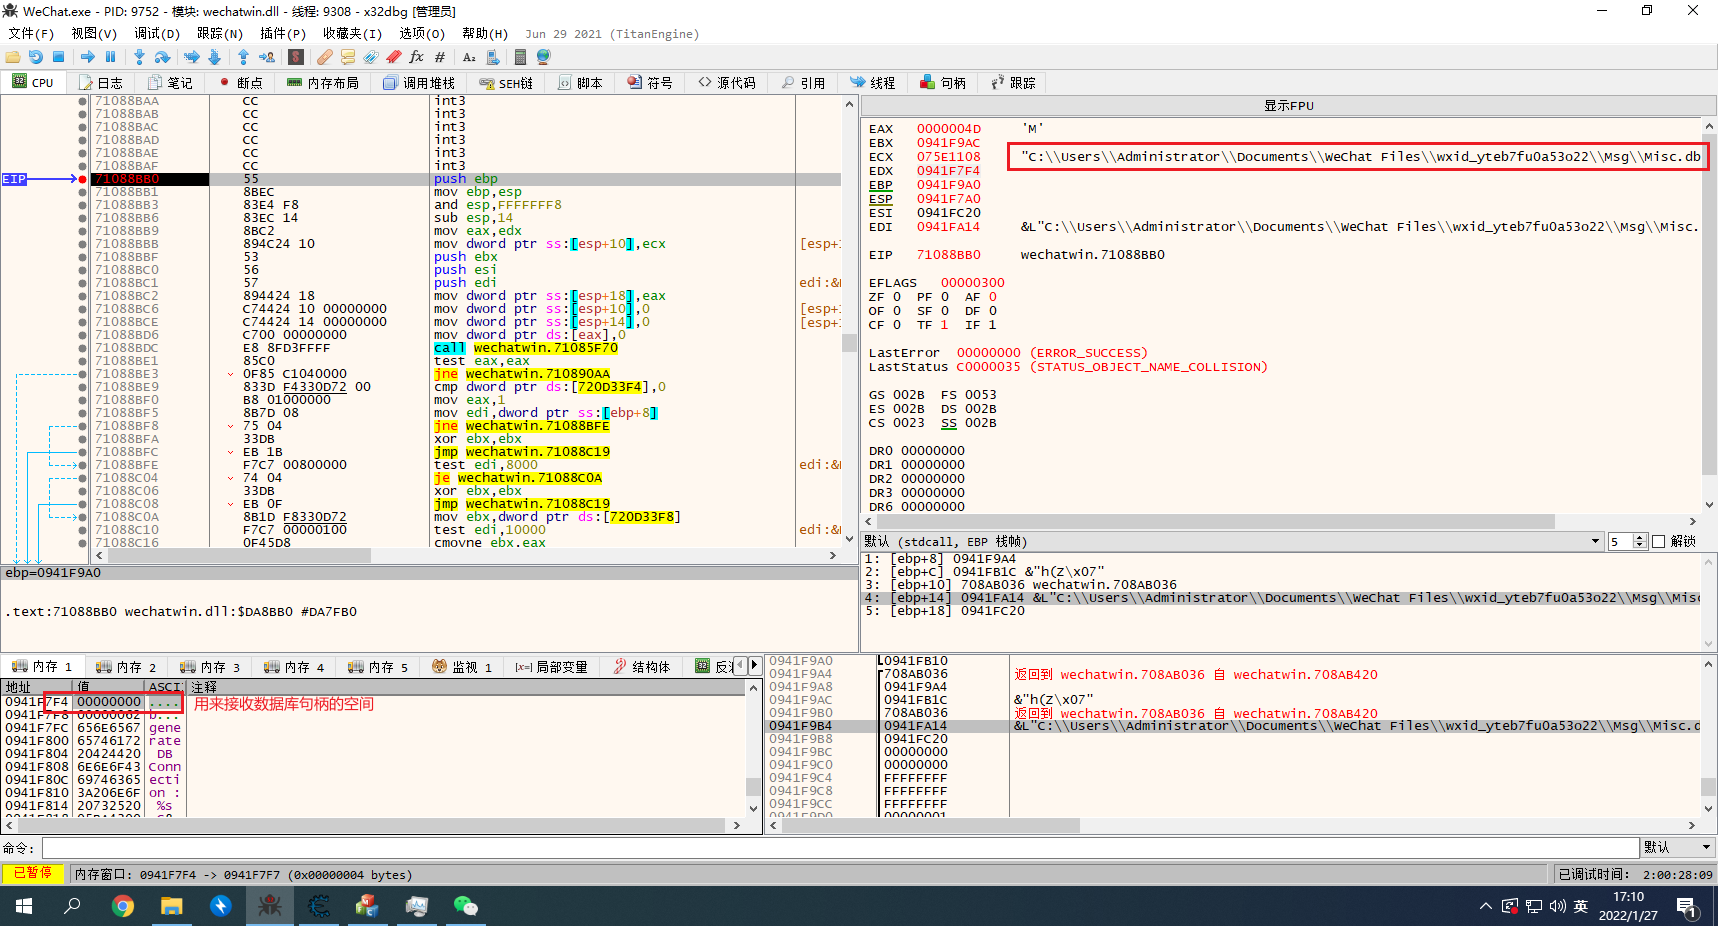 WeChat.exe - PID: 9752 - 模块: wechatwin.dll - 线程: 9308 - x32dbg [管理员]
文件(F) 视图(V) 调试(D) 跟踪(N) 插件(P) 收藏夹(I) 选项(O) 帮助(H) Jun 29 2021 (TitanEngine)
CPU 日志 笔记 断点 内存布局 调用堆栈 SEH链 脚本 符号 源代码 引用 线程 句柄 跟踪
71088BAA CC int3
71088BAB CC int3
71088BAC CC int3
71088BAD CC int3
71088BAE CC int3
71088BAF CC int3
EIP 71088BB0 55 push ebp
71088BB1 8BEC mov ebp,esp
71088BB3 83E4 F8 and esp,FFFFFFF8
71088BB6 83EC 14 sub esp,14
71088BB9 8BC2 mov eax,edx
71088BBB 894C24 10 mov dword ptr ss:[esp+10],ecx [esp+
71088BBF 53 push ebx
71088BC0 56 push esi
71088BC1 57 push edi edi:&
71088BC2 894424 18 mov dword ptr ss:[esp+18],eax
71088BC6 C74424 10 00000000 mov dword ptr ss:[esp+10],0 [esp+
71088BCE C74424 14 00000000 mov dword ptr ss:[esp+14],0 [esp+
71088BD6 C700 00000000 mov dword ptr ds:[eax],0
71088BDC E8 8FD3FFFF call wechatwin.71085F70
71088BE1 85C0 test eax,eax
71088BE3 0F85 C1040000 jne wechatwin.710890AA
71088BE9 833D F4330D72 00 cmp dword ptr ds:[720D33F4],0
71088BF0 B8 01000000 mov eax,1
71088BF5 8B7D 08 mov edi,dword ptr ss:[ebp+8]
71088BF8 75 04 jne wechatwin.71088BFE
71088BFA 33DB xor ebx,ebx
71088BFC EB 1B jmp wechatwin.71088C19
71088BFE F7C7 00800000 test edi,8000 edi:&
71088C04 74 04 je wechatwin.71088C0A
71088C06 33DB xor ebx,ebx
71088C08 EB 0F jmp wechatwin.71088C19
71088C0A 8B1D F8330D72 mov ebx,dword ptr ds:[720D33F8]
71088C10 F7C7 00000100 test edi,10000 edi:&
71088C16 0F45D8 cmovne ebx,eax
ebp=0941F9A0
.text:71088BB0 wechatwin.dll:$DA8BB0 #DA7FB0
显示FPU
EAX 0000004D 'M'
EBX 0941F9AC
ECX 075E1108 "C:\\Users\\Administrator\\Documents\\WeChat Files\\wxid_yteb7fu0a53o22\\Msg\\Misc.db
EDX 0941F7F4
EBP 0941F9A0
ESP 0941F7A0
ESI 0941FC20
EDI 0941FA14 &L"C:\\Users\\Administrator\\Documents\\WeChat Files\\wxid_yteb7fu0a53o22\\Msg\\Misc.
EIP 71088BB0 wechatwin.71088BB0
EFLAGS 00000300
ZF 0 PF 0 AF 0
OF 0 SF 0 DF 0
CF 0 TF 1 IF 1
LastError 00000000 (ERROR_SUCCESS)
LastStatus C0000035 (STATUS_OBJECT_NAME_COLLISION)
GS 002B FS 0053
ES 002B DS 002B
CS 0023 SS 002B
DR0 00000000
DR1 00000000
DR2 00000000
DR3 00000000
DR6 00000000
默认 (stdcall, EBP 栈帧) 5 解锁
1: [ebp+8] 0941F9A4
2: [ebp+C] 0941FB1C &"h(Z\x07"
3: [ebp+10] 708AB036 wechatwin.708AB036
4: [ebp+14] 0941FA14 &L"C:\\Users\\Administrator\\Documents\\WeChat Files\\wxid_yteb7fu0a53o22\\Msg\\Misc
5: [ebp+18] 0941FC20
内存 1 内存 2 内存 3 内存 4 内存 5 监视 1 局部变量 结构体
地址 值 ASCI 注释
0941F7F4 00000000 .... 用来接收数据库句柄的空间
0941F7F8 00000062 b...
0941F7FC 656E6567 gene
0941F800 65746172 rate
0941F804 20424420 DB
0941F808 6E6E6F43 Conn
0941F80C 69746365 ecti
0941F810 3A206E6F on :
0941F814 20732520 %s
0941F9A0 0941FB10
0941F9A4 708AB036 返回到 wechatwin.708AB036 自 wechatwin.708AB420
0941F9A8 0941F9A4
0941F9AC 0941FB1C &"h(Z\x07"
0941F9B0 708AB036 返回到 wechatwin.708AB036 自 wechatwin.708AB420
0941F9B4 0941FA14 &L"C:\\Users\\Administrator\\Documents\\WeChat Files\\wxid_yteb7fu0a53o22\\Msg\\Misc.d
0941F9B8 0941FC20
0941F9BC 00000000
0941F9C0 00000000
0941F9C4 FFFFFFFF
0941F9C8 FFFFFFFF
0941F9CC FFFFFFFF
0941F9D0 00000001
命令: 默认
已暂停 内存窗口: 0941F7F4 -> 0941F7F7 (0x00000004 bytes) 已调试时间: 2:00:28:09
英 17:10
2022/1/27 1